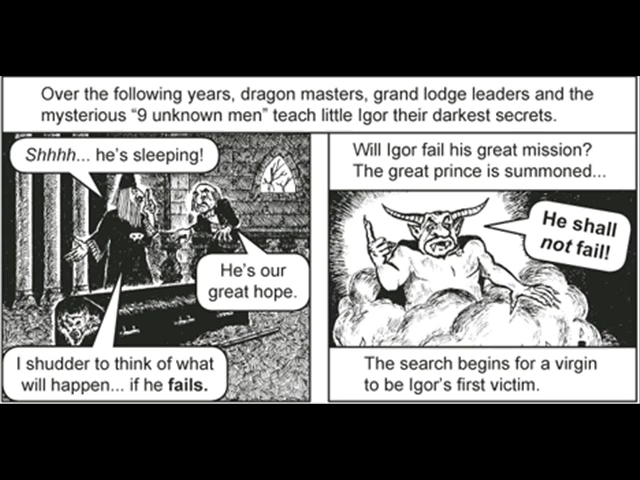 Over the following years, dragon masters, grand lodge leaders and the
mysterious “9 unknown men” teach little Igor their darkest secrets.
Shhhh... he’s sleeping!
He’s our
great hope.
I shudder to think of what
will happen... if he fails.
Will Igor fail his great mission?
The great prince is summoned...
He shall
not fail!
The search begins for a virgin
to be Igor’s first victim.